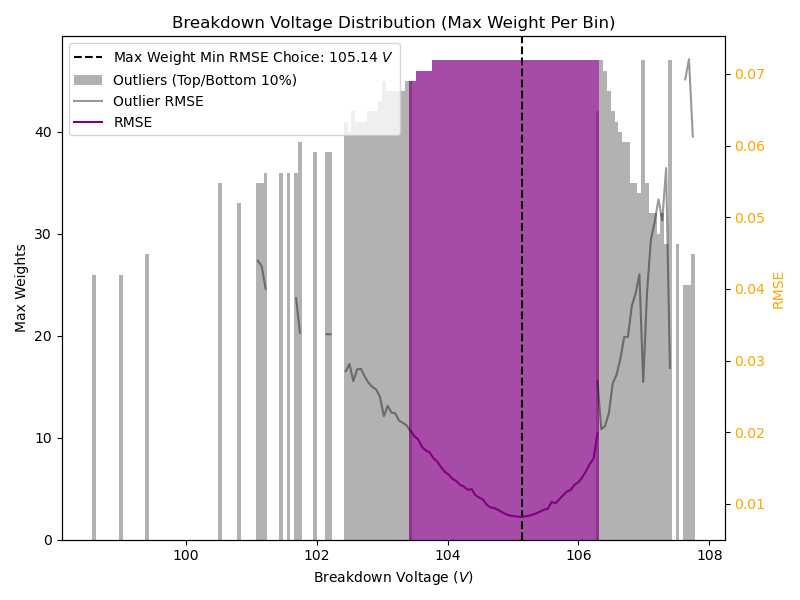 Breakdown Voltage Distribution (Max Weight Per Bin)
Max Weight Min RMSE Choice: 105.14 V
Outliers (Top/Bottom 10%)
Outlier RMSE
RMSE
Max Weights
40
30
20
10
0
0.07
0.06
0.05
0.04
0.03
0.02
0.01
RMSE
100 102 104 106 108
Breakdown Voltage (V)